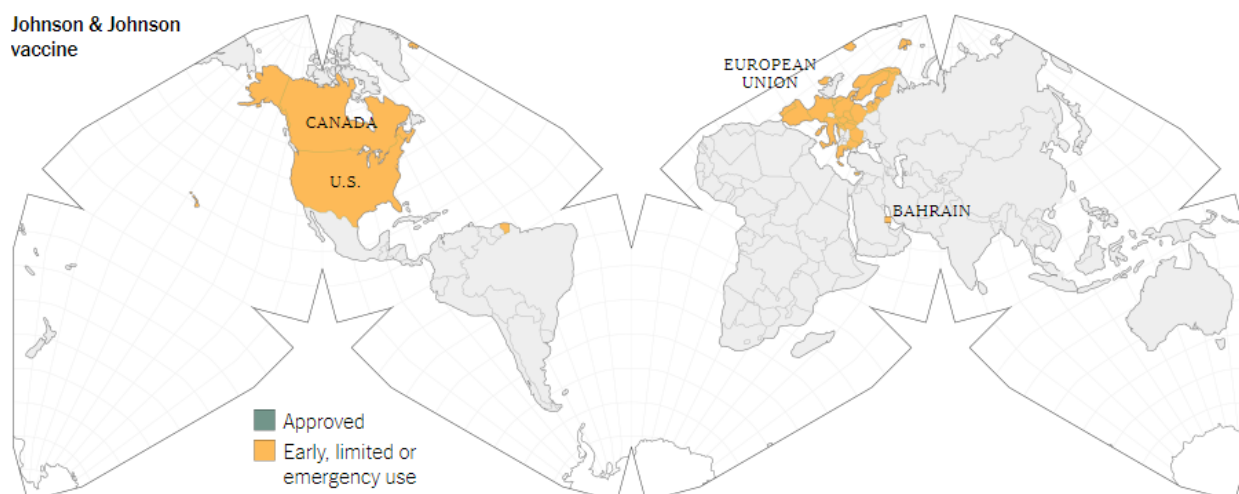 Johnson & Johnson
vaccine
EUROPEAN
UNION
CANADA
U.S.
BAHRAIN
Approved
Early, limited or
emergency use